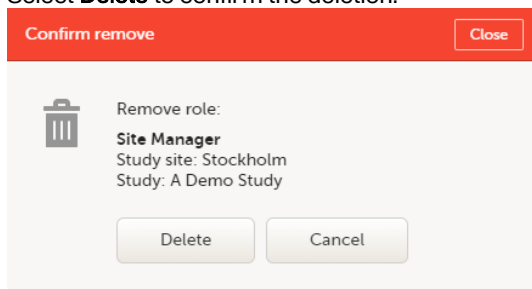 Select Delete to confirm the deletion.
Confirm remove
Close
Remove role:
Site Manager
Study site: Stockholm
Study: A Demo Study
Delete
Cancel